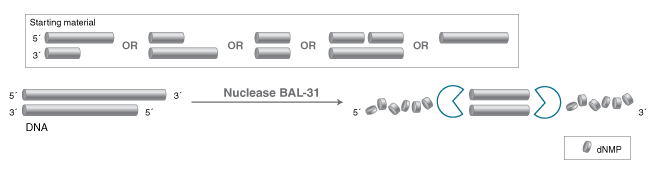 Starting material
5´ OR OR OR OR
3´
Nuclease BAL-31
5´ 3´
3´ 5´ 5´ 3´
DNA
dNMP